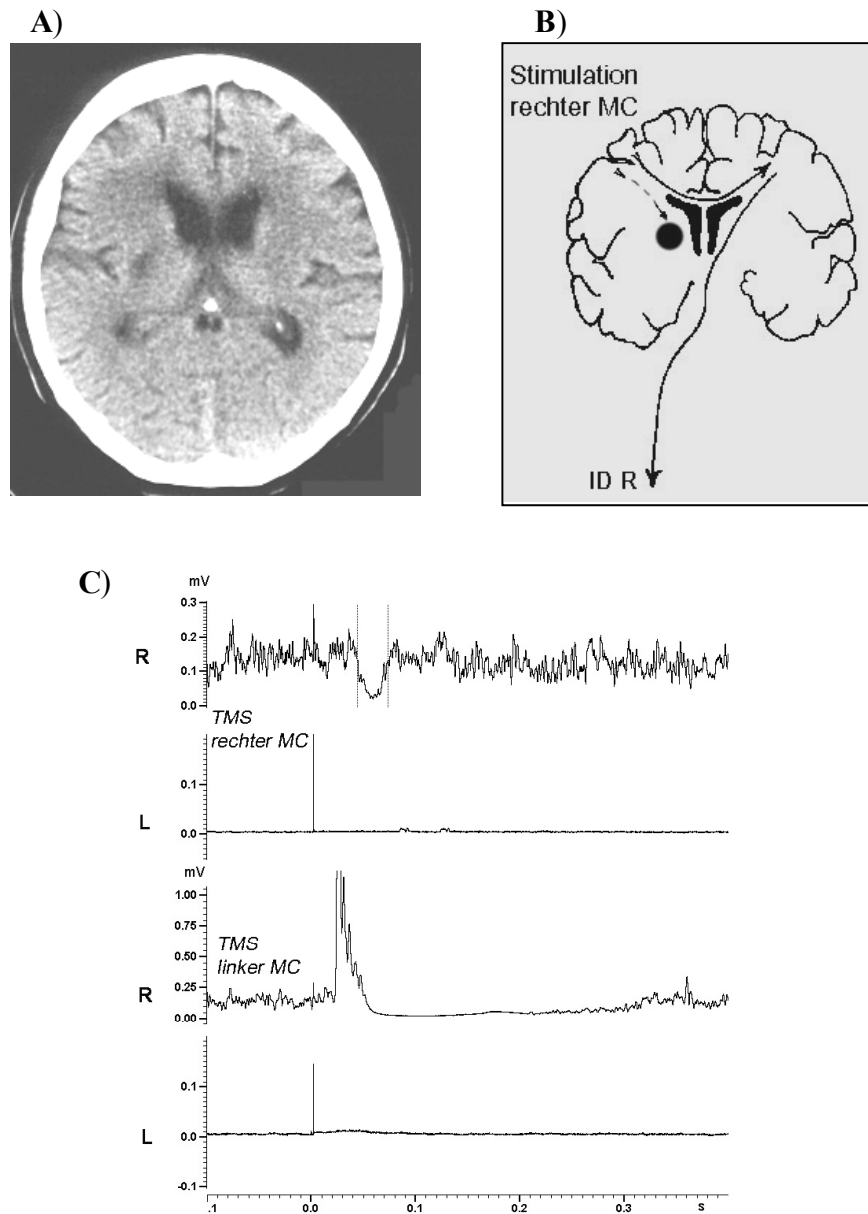 A)
B)
Stimulation
rechter MC
ID R
C)
mV
0.3
0.2
R
0.1
0.0
TMS
rechter MC
0.1
L
0.0
mV
1.00
0.75
TMS
linker MC
0.50
R
0.25
0.00
0.1
L
0.0
-0.1
.1 0.0 0.1 0.2 0.3 s